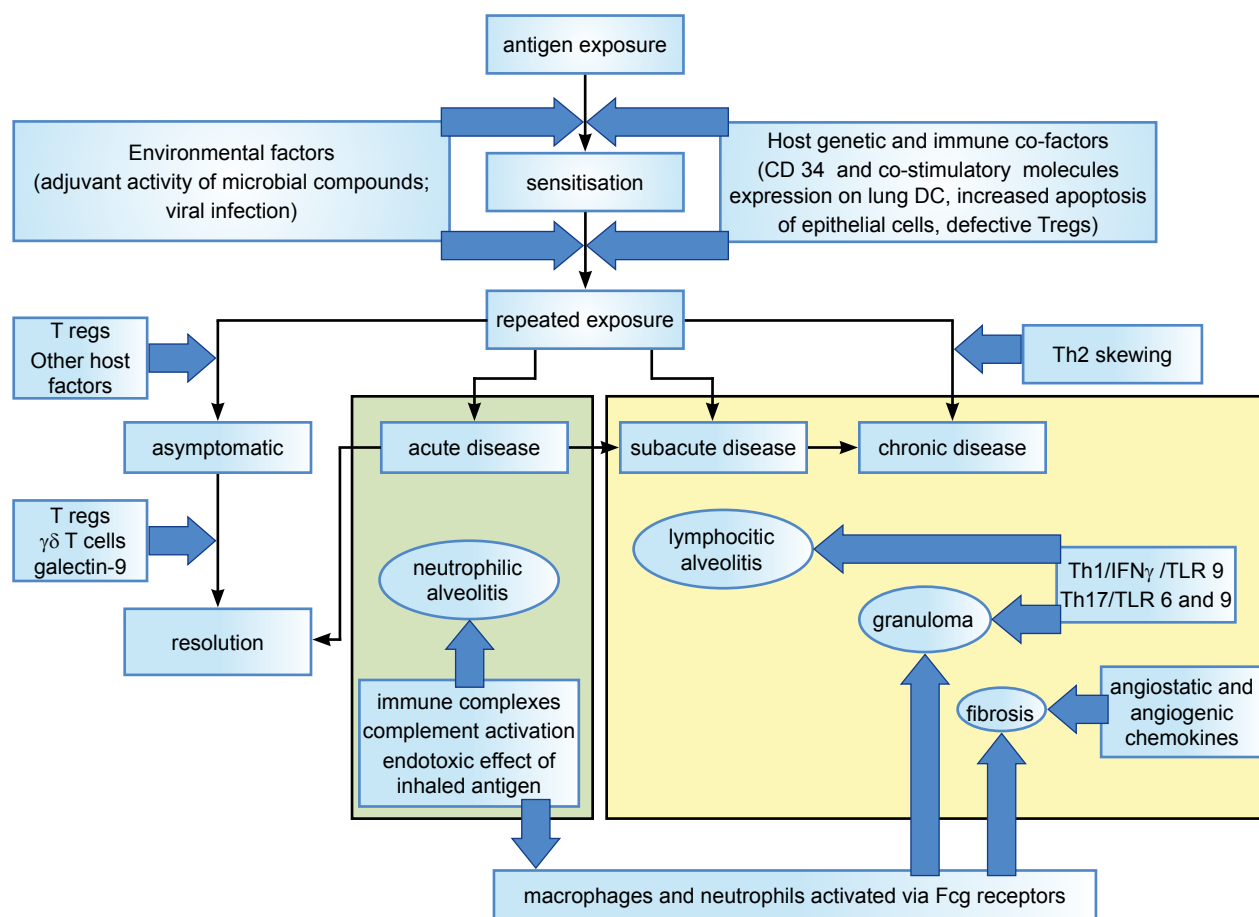 antigen exposure
Environmental factors
(adjuvant activity of microbial compounds;
viral infection)
sensitisation
Host genetic and immune co-factors
(CD 34 and co-stimulatory molecules
expression on lung DC, increased apoptosis
of epithelial cells, defective Tregs)
repeated exposure
T regs
Other host
factors
Th2 skewing
asymptomatic
acute disease
subacute disease
chronic disease
T regs
γδ T cells
galectin-9
neutrophilic
alveolitis
lymphocitic
alveolitis
Th1/IFNγ /TLR 9
Th17/TLR 6 and 9
granuloma
resolution
immune complexes
complement activation
endotoxic effect of
inhaled antigen
fibrosis
angiostatic and
angiogenic
chemokines
macrophages and neutrophils activated via Fcg receptors